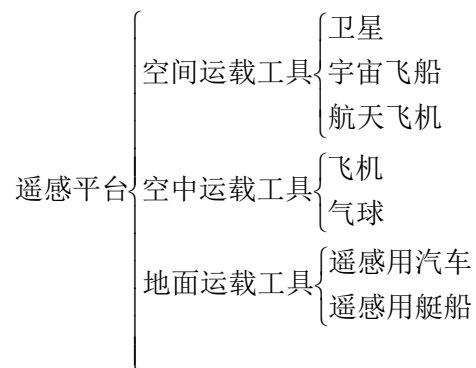 卫星
空间运载工具 宇宙飞船
航天飞机
飞机
遥感平台 空中运载工具
气球
遥感用汽车
地面运载工具
遥感用艇船